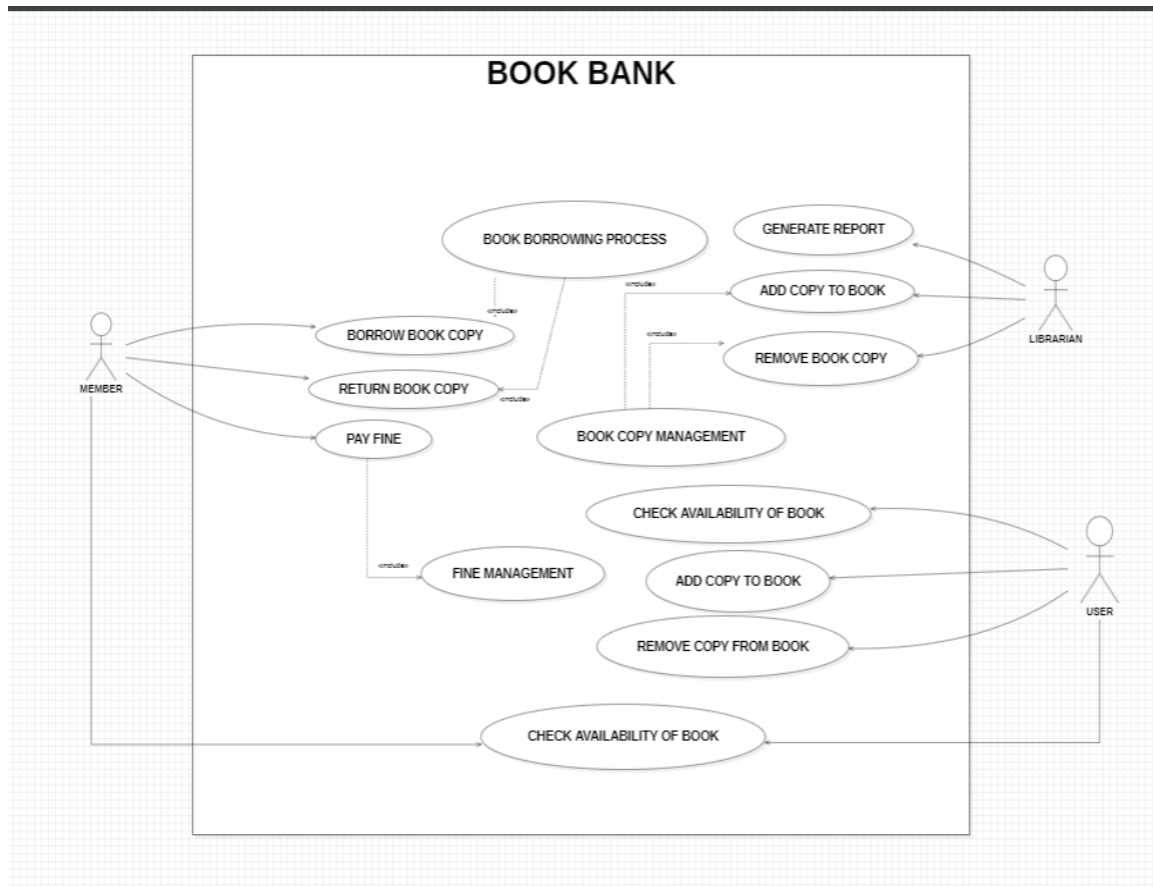 BOOK BANK
BOOK BORROWING PROCESS
GENERATE REPORT
«include»
ADD COPY TO BOOK
«include»
BORROW BOOK COPY
«include»
REMOVE BOOK COPY
LIBRARIAN
MEMBER
RETURN BOOK COPY
«include»
PAY FINE
BOOK COPY MANAGEMENT
CHECK AVAILABILITY OF BOOK
«include»
FINE MANAGEMENT
ADD COPY TO BOOK
USER
REMOVE COPY FROM BOOK
CHECK AVAILABILITY OF BOOK